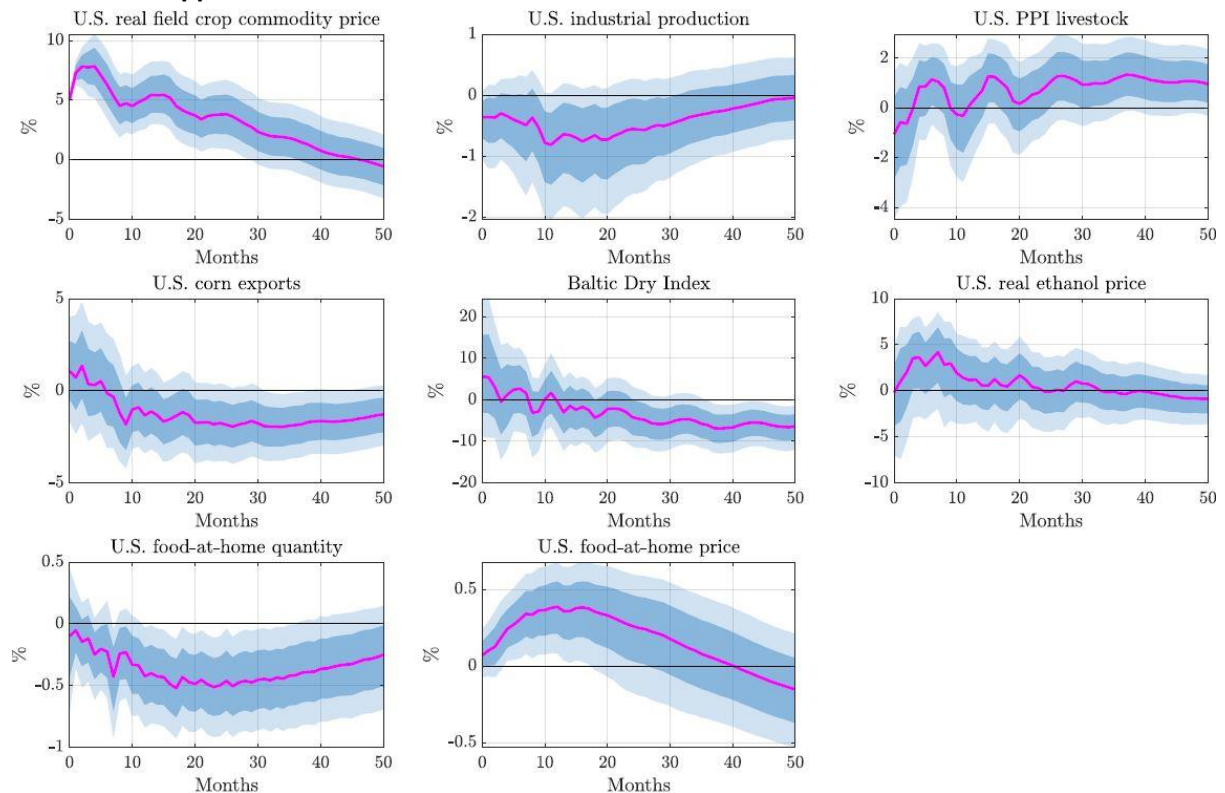 U.S. real field crop commodity price
10
5
0
-5
%
0 10 20 30 40 50
Months
U.S. industrial production
1
0
-1
-2
%
0 10 20 30 40 50
Months
U.S. PPI livestock
2
0
-2
-4
%
0 10 20 30 40 50
Months
U.S. corn exports
5
0
-5
%
0 10 20 30 40 50
Months
Baltic Dry Index
20
10
0
-10
-20
%
0 10 20 30 40 50
Months
U.S. real ethanol price
10
5
0
-5
-10
%
0 10 20 30 40 50
Months
U.S. food-at-home quantity
0.5
0
-0.5
-1
%
0 10 20 30 40 50
Months
U.S. food-at-home price
0.5
0
-0.5
%
0 10 20 30 40 50
Months